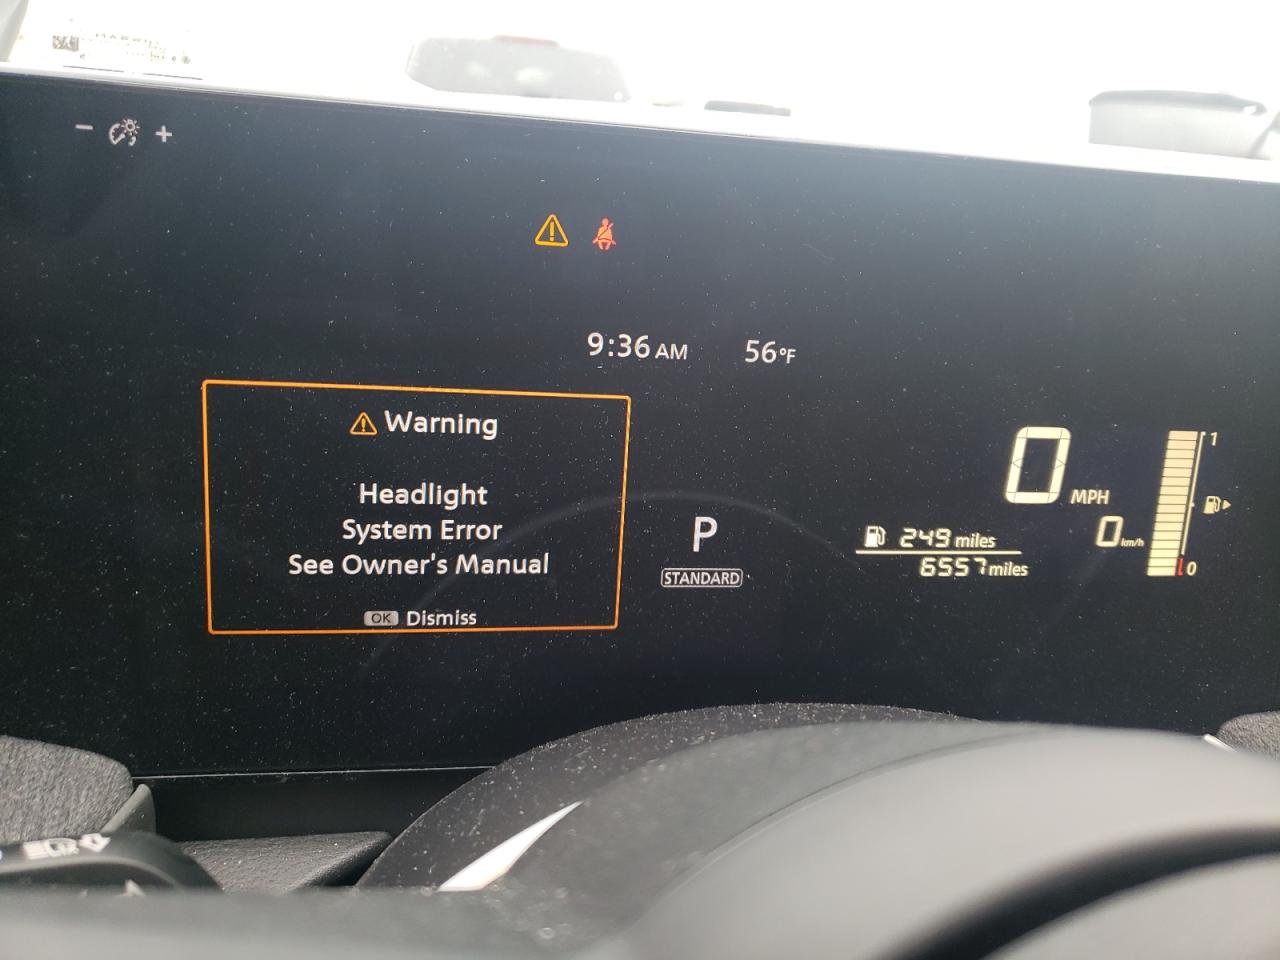 − +
9:36 AM 56°F
Warning
Headlight
System Error
See Owner's Manual
OK Dismiss
P
STANDARD
0 MPH
0 km/h
249 miles
6557 miles
1
0